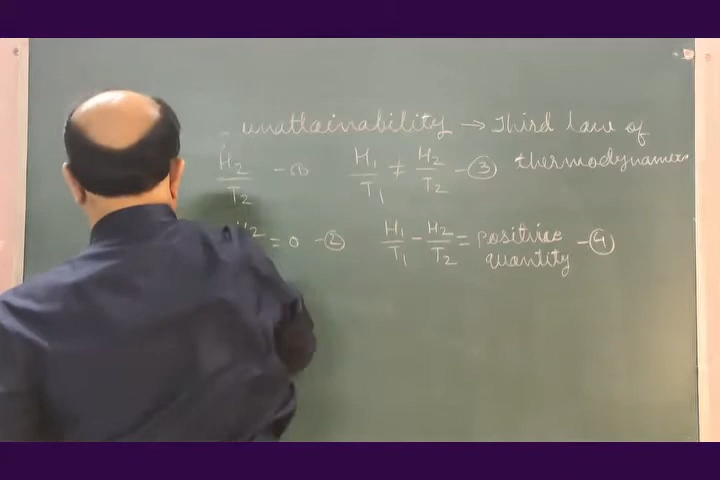 unattainability → Third law of
thermodynamics
H2/T2 - ①
H1/T1 ≠ H2/T2 - ③
H2
= 0 - ②
H1/T1 - H2/T2 = positive quantity - ④